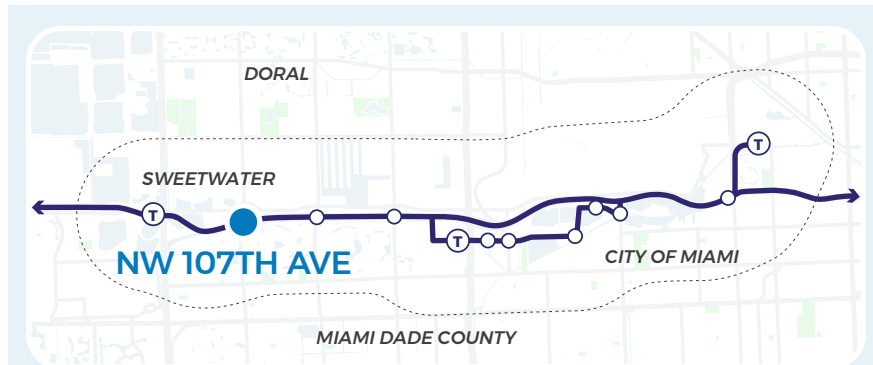 DORAL
T
SWEETWATER
T
NW 107TH AVE
T
CITY OF MIAMI
MIAMI DADE COUNTY